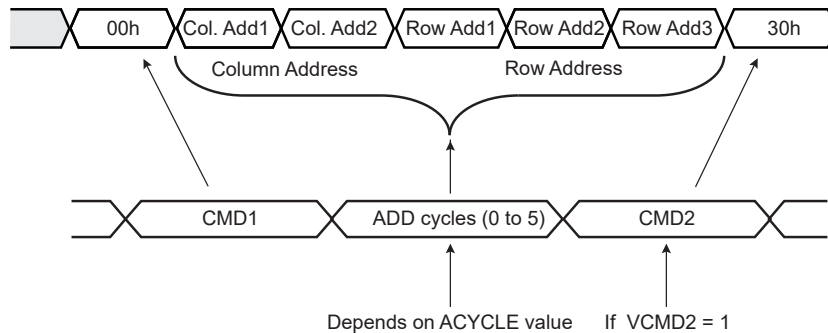 00h Col. Add1 Col. Add2 Row Add1 Row Add2 Row Add3 30h
Column Address Row Address
CMD1 ADD cycles (0 to 5) CMD2
Depends on ACYCLE value If VCMD2 = 1